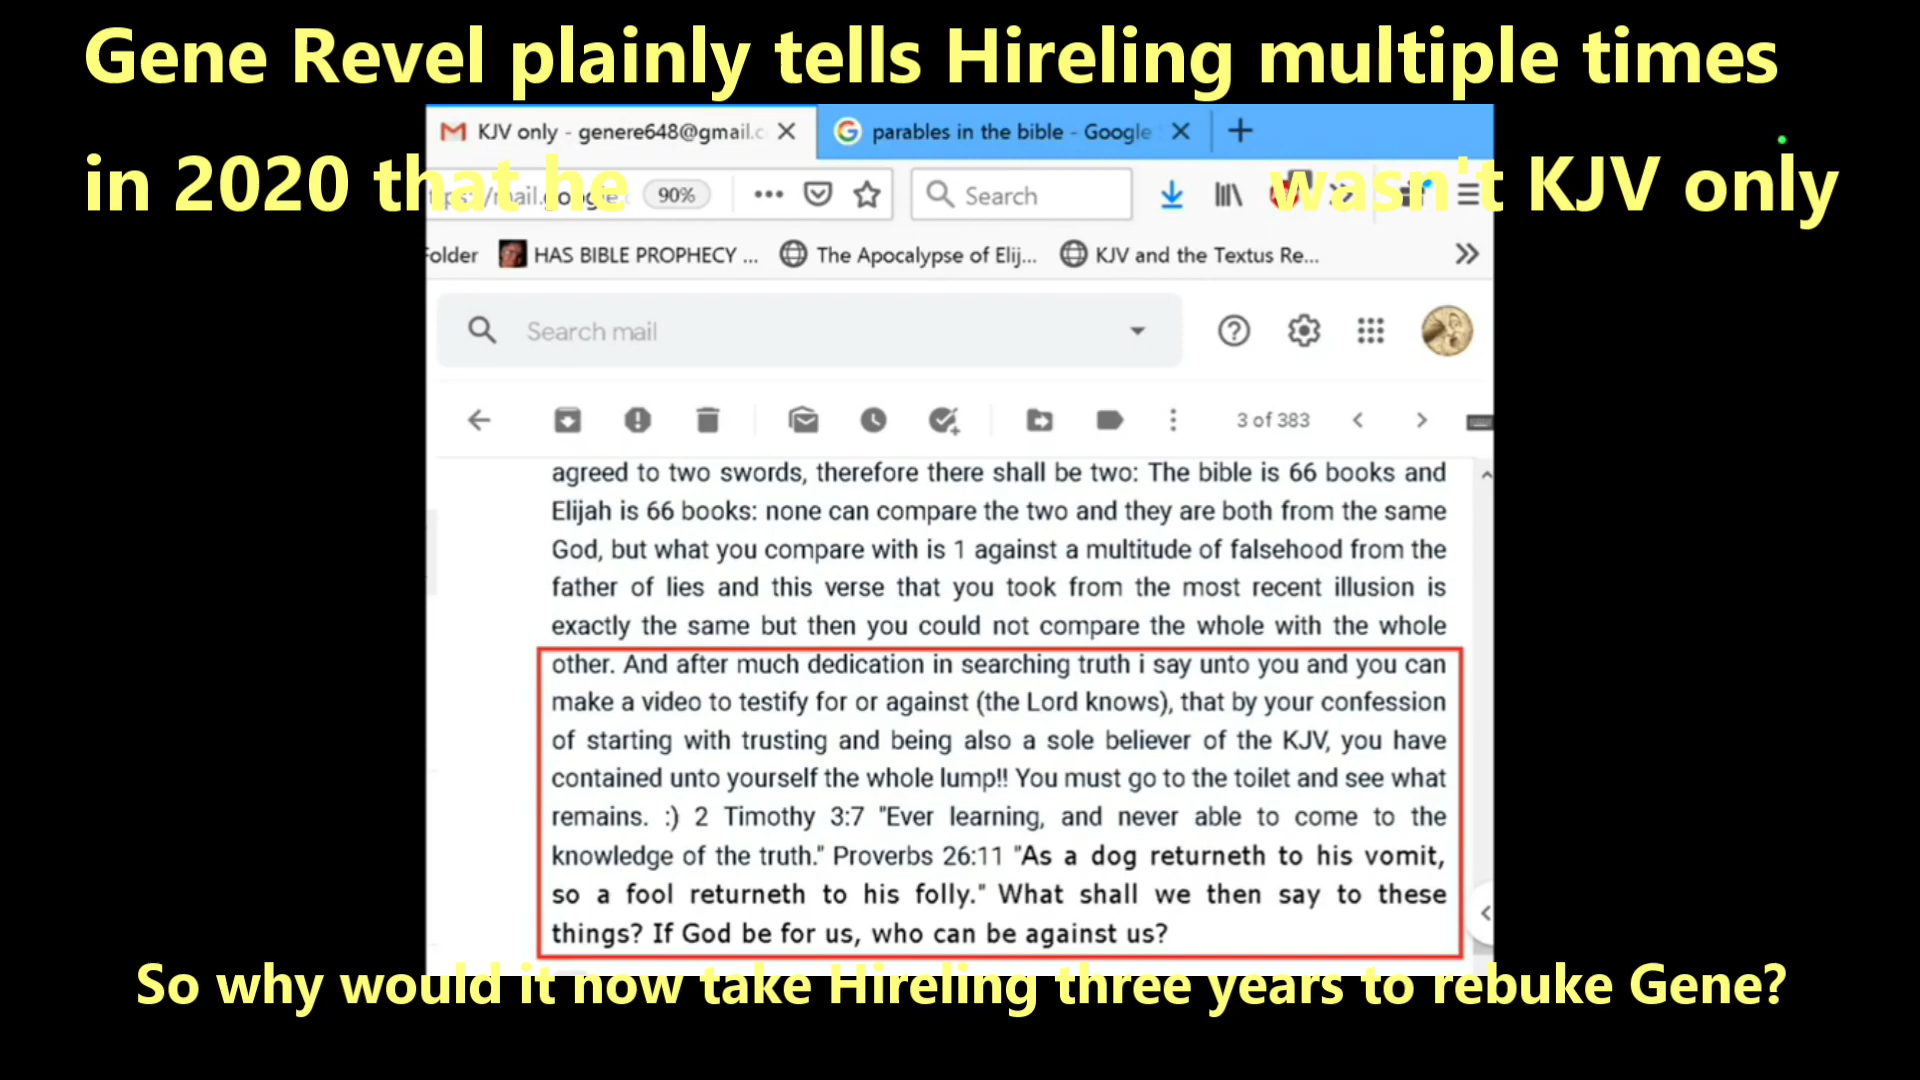 Gene Revel plainly tells Hireling multiple times
KJV only - genere648@gmail.c
parables in the bible - Google
in 2020 that he wasn't KJV only
90%
Search
Folder
HAS BIBLE PROPHECY ...
The Apocalypse of Elij...
KJV and the Textus Re...
Search mail
3 of 383
agreed to two swords, therefore there shall be two: The bible is 66 books and
Elijah is 66 books: none can compare the two and they are both from the same
God, but what you compare with is 1 against a multitude of falsehood from the
father of lies and this verse that you took from the most recent illusion is
exactly the same but then you could not compare the whole with the whole
other. And after much dedication in searching truth i say unto you and you can
make a video to testify for or against (the Lord knows), that by your confession
of starting with trusting and being also a sole believer of the KJV, you have
contained unto yourself the whole lump!! You must go to the toilet and see what
remains. :) 2 Timothy 3:7 "Ever learning, and never able to come to the
knowledge of the truth." Proverbs 26:11 "As a dog returneth to his vomit,
so a fool returneth to his folly." What shall we then say to these
things? If God be for us, who can be against us?
So why would it now take Hireling three years to rebuke Gene?